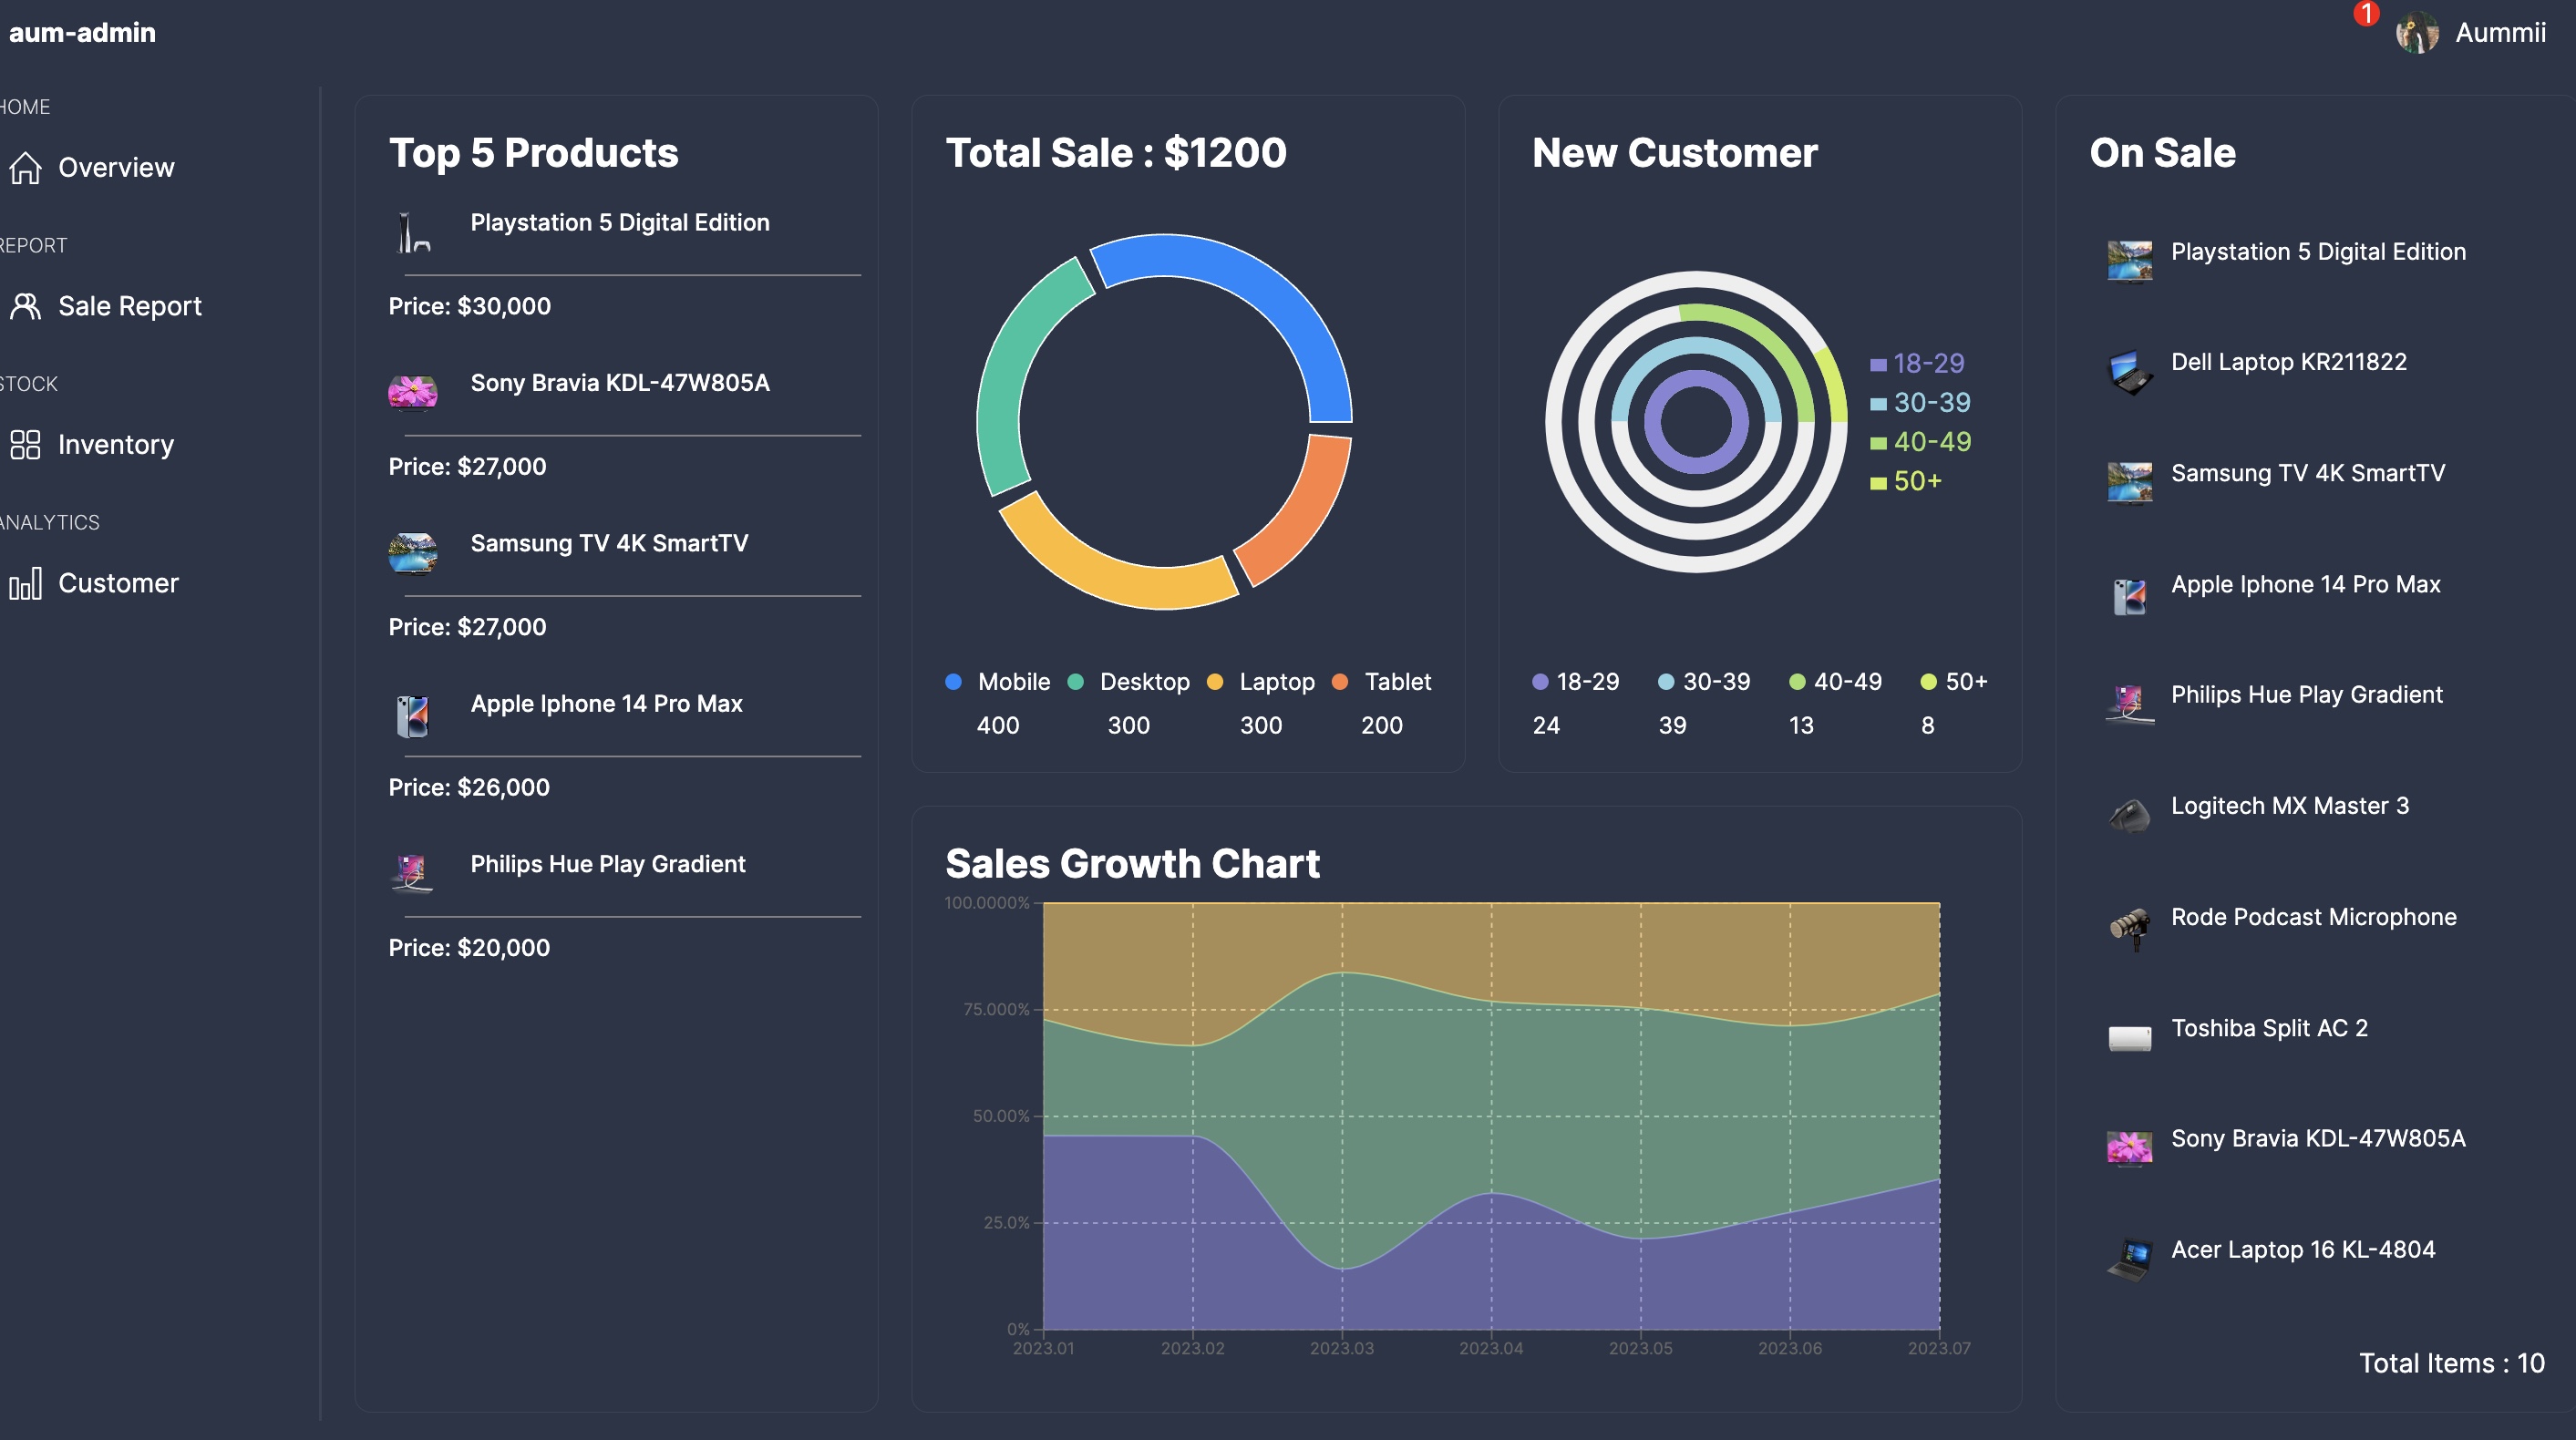 aum-admin
1
Aummii
HOME
Overview
REPORT
Sale Report
STOCK
Inventory
ANALYTICS
Customer
Top 5 Products
Playstation 5 Digital Edition
Price: $30,000
Sony Bravia KDL-47W805A
Price: $27,000
Samsung TV 4K SmartTV
Price: $27,000
Apple Iphone 14 Pro Max
Price: $26,000
Philips Hue Play Gradient
Price: $20,000
Total Sale : $1200
Mobile Desktop Laptop Tablet
400 300 300 200
New Customer
18-29
30-39
40-49
50+
18-29 30-39 40-49 50+
24 39 13 8
Sales Growth Chart
100.0000%
75.000%
50.00%
25.0%
0%
2023.01 2023.02 2023.03 2023.04 2023.05 2023.06 2023.07
On Sale
Playstation 5 Digital Edition
Dell Laptop KR211822
Samsung TV 4K SmartTV
Apple Iphone 14 Pro Max
Philips Hue Play Gradient
Logitech MX Master 3
Rode Podcast Microphone
Toshiba Split AC 2
Sony Bravia KDL-47W805A
Acer Laptop 16 KL-4804
Total Items : 10